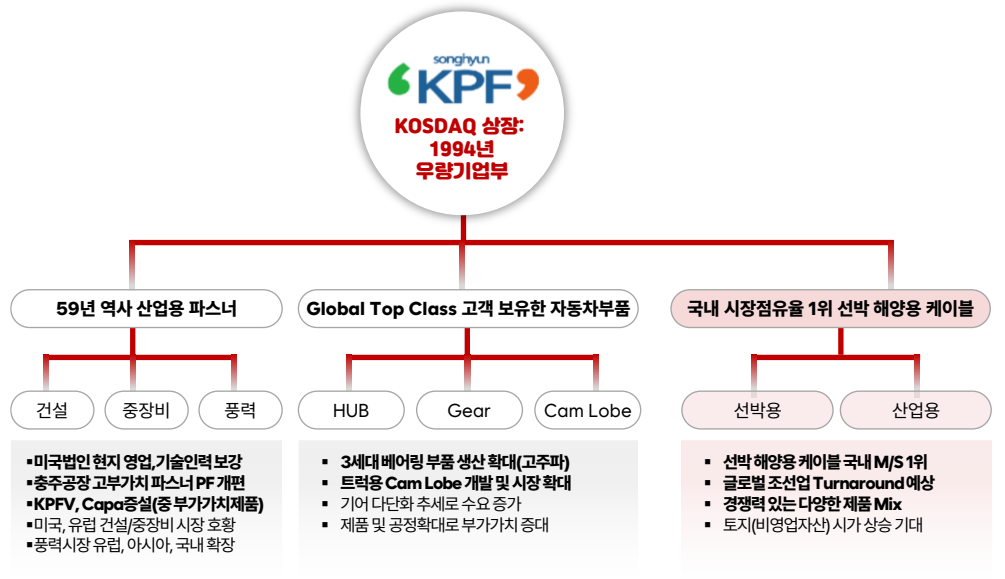 songhyun
KPF
KOSDAQ 상장:
1994년
우량기업부
59년 역사 산업용 파스너
Global Top Class 고객 보유한 자동차부품
국내 시장점유율 1위 선박 해양용 케이블
건설
중장비
풍력
HUB
Gear
Cam Lobe
선박용
산업용
▪미국법인 현지 영업,기술인력 보강
▪충주공장 고부가치 파스너 PF 개편
▪KPFV, Capa증설(중 부가가치제품)
▪미국, 유럽 건설/중장비 시장 호황
▪풍력시장 유럽, 아시아, 국내 확장
▪ 3세대 베어링 부품 생산 확대(고주파)
▪ 트럭용 Cam Lobe 개발 및 시장 확대
▪ 기어 다단화 추세로 수요 증가
▪ 제품 및 공정확대로 부가가치 증대
▪ 선박 해양용 케이블 국내 M/S 1위
▪ 글로벌 조선업 Turnaround 예상
▪ 경쟁력 있는 다양한 제품 Mix
▪ 토지(비영업자산) 시가 상승 기대